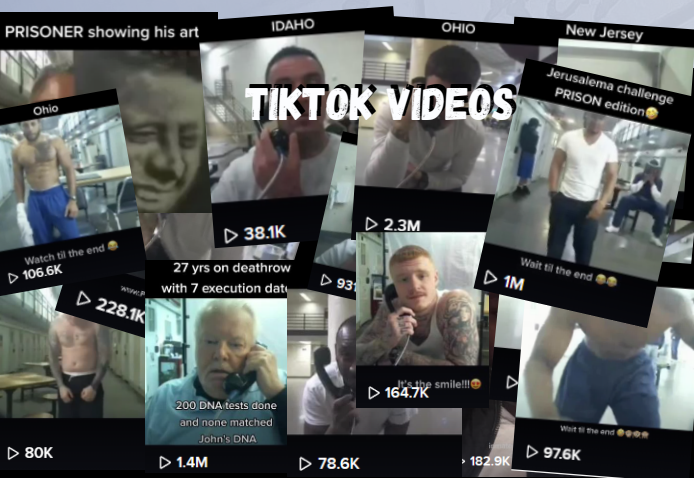 PRISONER showing his art
IDAHO
OHIO
New Jersey
TIKTOK VIDEOS
Jerusalema challenge
PRISON edition🤣
Ohio
38.1K
2.3M
Watch til the end 😂
106.6K
Wait til the end 😂😂
1M
228.1K
27 yrs on deathrow
with 7 execution date
931
It's the smile!!!😍
164.7K
200 DNA tests done
and none matched
John's DNA
Wait til the end
80K
1.4M
78.6K
182.9K
97.6K